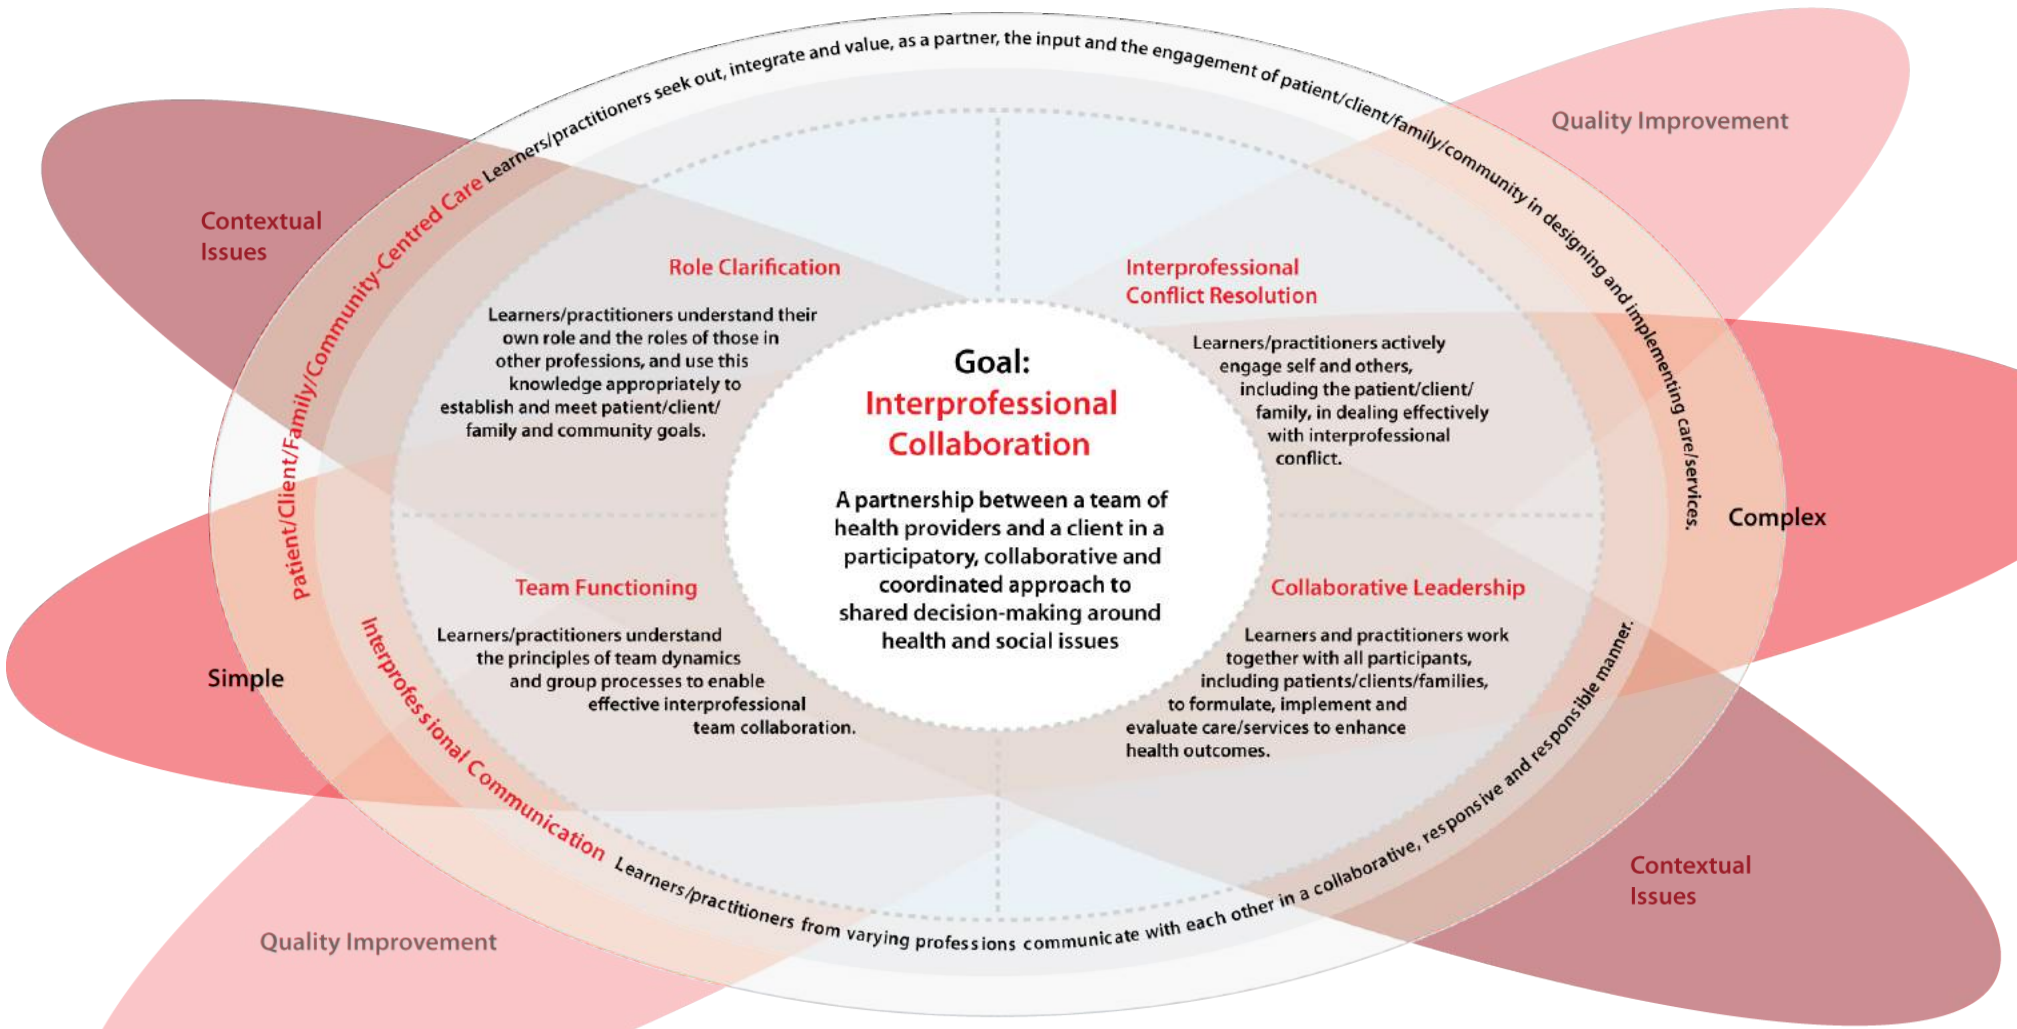 Patient/Client/Family/Community-Centred Care Learners/practitioners seek out, integrate and value, as a partner, the input and the engagement of patient/client/family/community in designing and implementing care/services.
Quality Improvement
Contextual
Issues
Role Clarification
Learners/practitioners understand their
own role and the roles of those in
other professions, and use this
knowledge appropriately to
establish and meet patient/client/
family and community goals.
Interprofessional
Conflict Resolution
Learners/practitioners actively
engage self and others,
including the patient/client/
family, in dealing effectively
with interprofessional
conflict.
Goal:
Interprofessional
Collaboration
A partnership between a team of
health providers and a client in a
participatory, collaborative and
coordinated approach to
shared decision-making around
health and social issues
Complex
Simple
Team Functioning
Learners/practitioners understand
the principles of team dynamics
and group processes to enable
effective interprofessional
team collaboration.
Collaborative Leadership
Learners and practitioners work
together with all participants,
including patients/clients/families,
to formulate, implement and
evaluate care/services to enhance
health outcomes.
Interprofessional Communication Learners/practitioners from varying professions communicate with each other in a collaborative, responsive and responsible manner.
Contextual
Issues
Quality Improvement